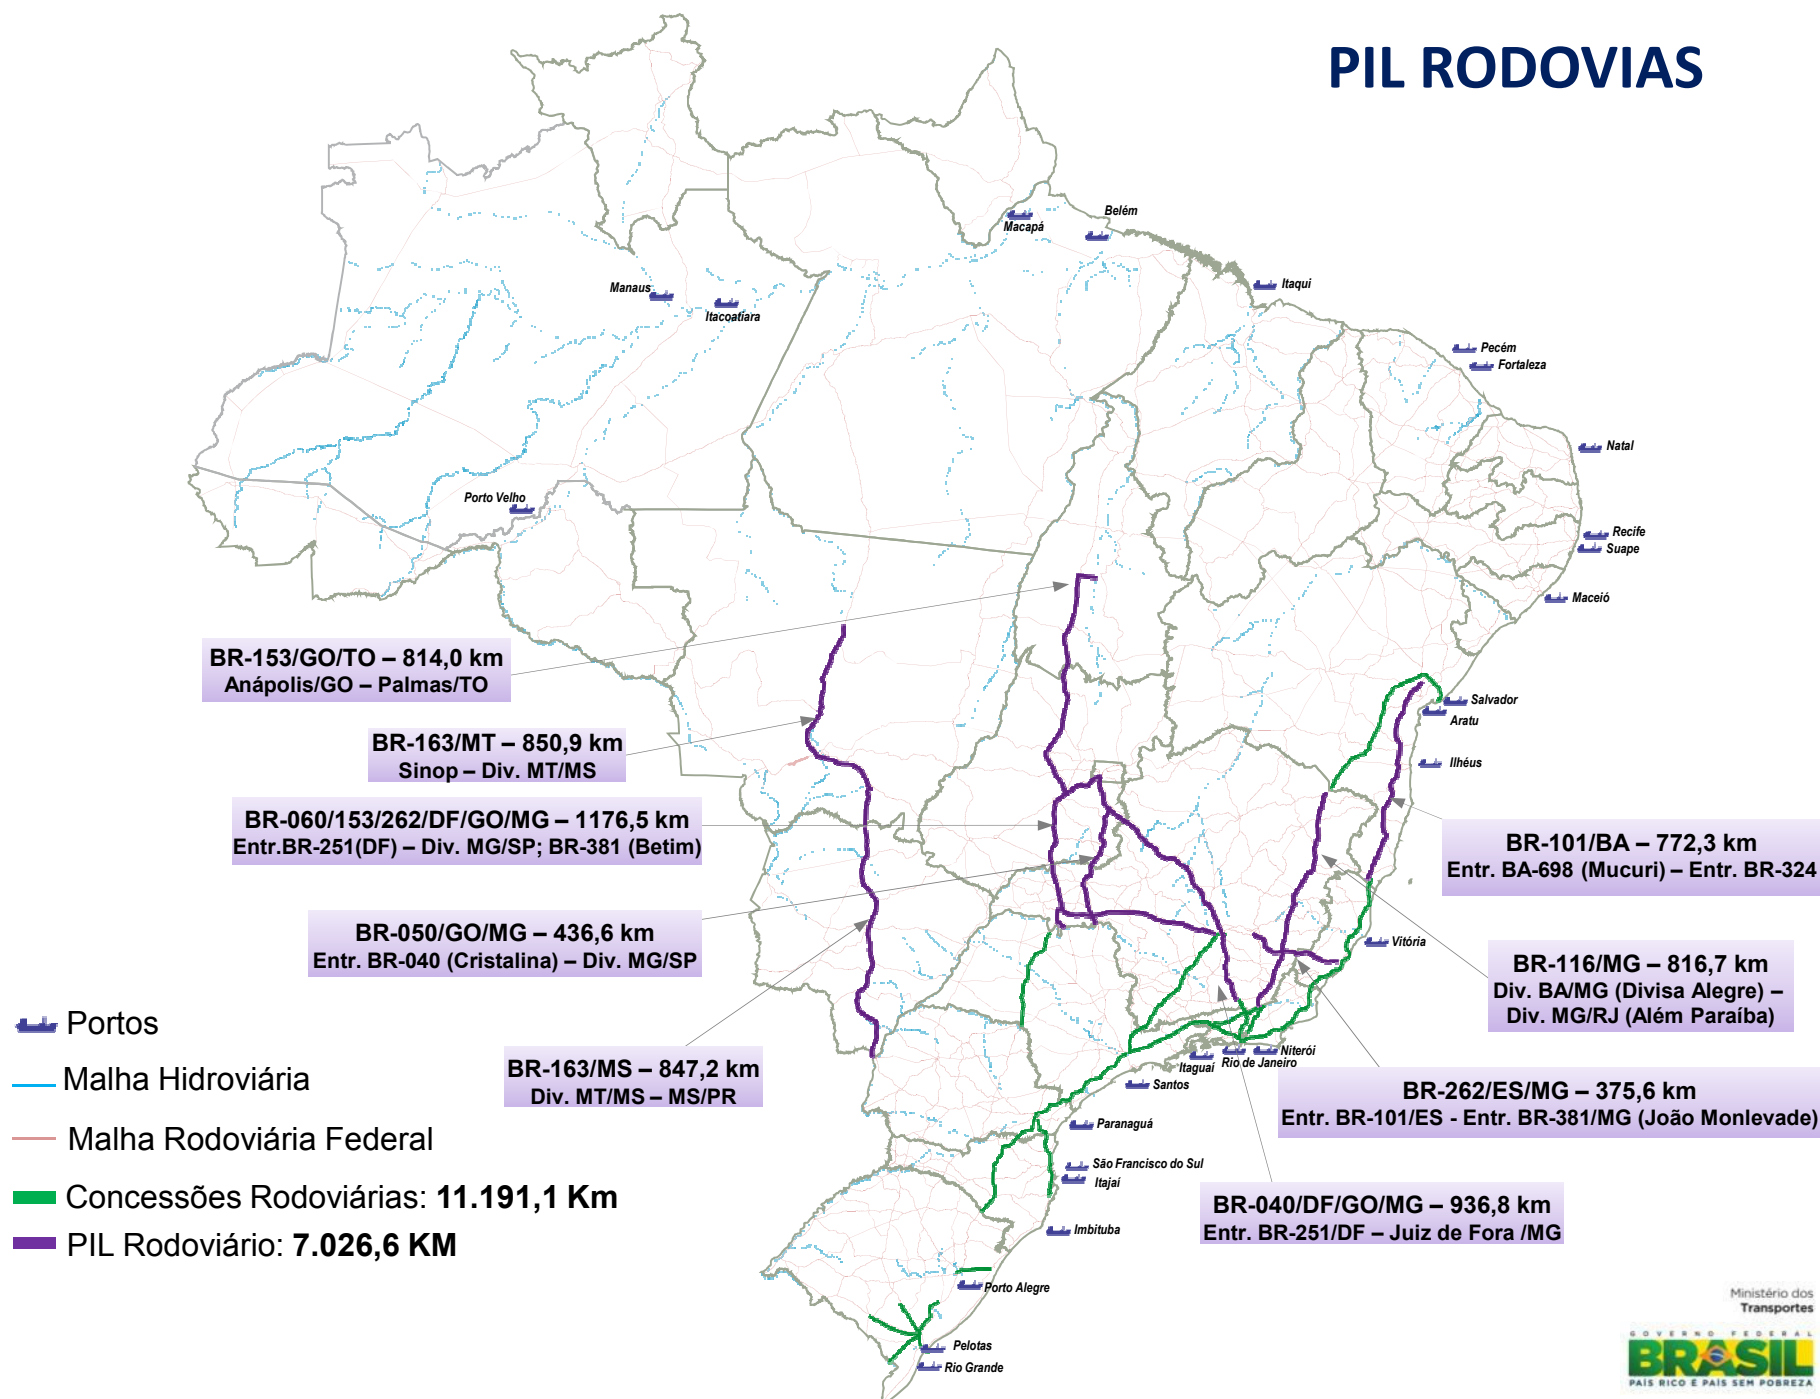 PIL RODOVIAS
Belém
Macapá
Manaus
Itacoatiara
Itaqui
Pecém
Fortaleza
Natal
Porto Velho
Recife
Suape
Maceió
BR-153/GO/TO – 814,0 km
Anápolis/GO – Palmas/TO
Salvador
Aratu
BR-163/MT – 850,9 km
Sinop – Div. MT/MS
Ilhéus
BR-060/153/262/DF/GO/MG – 1176,5 km
Entr.BR-251(DF) – Div. MG/SP; BR-381 (Betim)
BR-101/BA – 772,3 km
Entr. BA-698 (Mucuri) – Entr. BR-324
BR-050/GO/MG – 436,6 km
Entr. BR-040 (Cristalina) – Div. MG/SP
Vitória
BR-116/MG – 816,7 km
Div. BA/MG (Divisa Alegre) –
Div. MG/RJ (Além Paraíba)
Portos
Malha Hidroviária
Malha Rodoviária Federal
Concessões Rodoviárias: 11.191,1 Km
PIL Rodoviário: 7.026,6 KM
BR-163/MS – 847,2 km
Div. MT/MS – MS/PR
Niterói
Itaguaí
Rio de Janeiro
Santos
BR-262/ES/MG – 375,6 km
Entr. BR-101/ES - Entr. BR-381/MG (João Monlevade)
Paranaguá
São Francisco do Sul
Itajaí
BR-040/DF/GO/MG – 936,8 km
Entr. BR-251/DF – Juiz de Fora /MG
Imbituba
Porto Alegre
Pelotas
Rio Grande
Ministério dos
Transportes
GOVERNO FEDERAL
BRASIL
PAÍS RICO É PAÍS SEM POBREZA